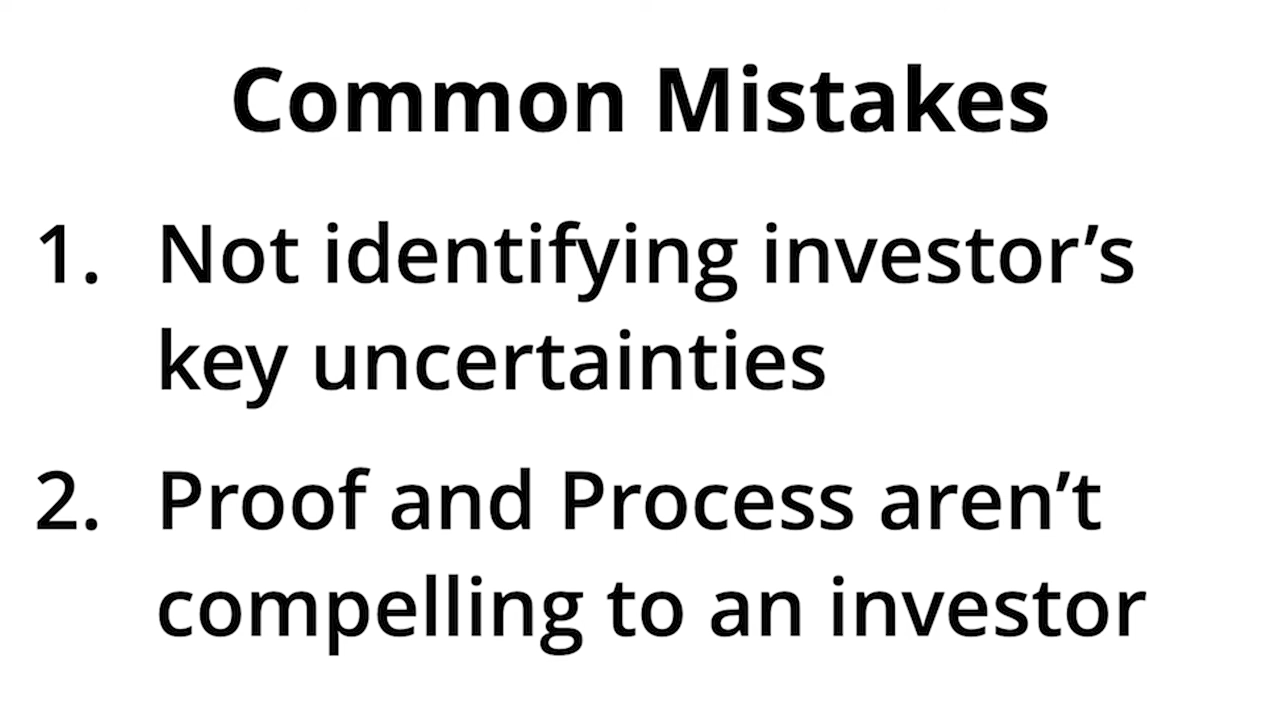 Common Mistakes
1. Not identifying investor’s
key uncertainties
2. Proof and Process aren’t
compelling to an investor